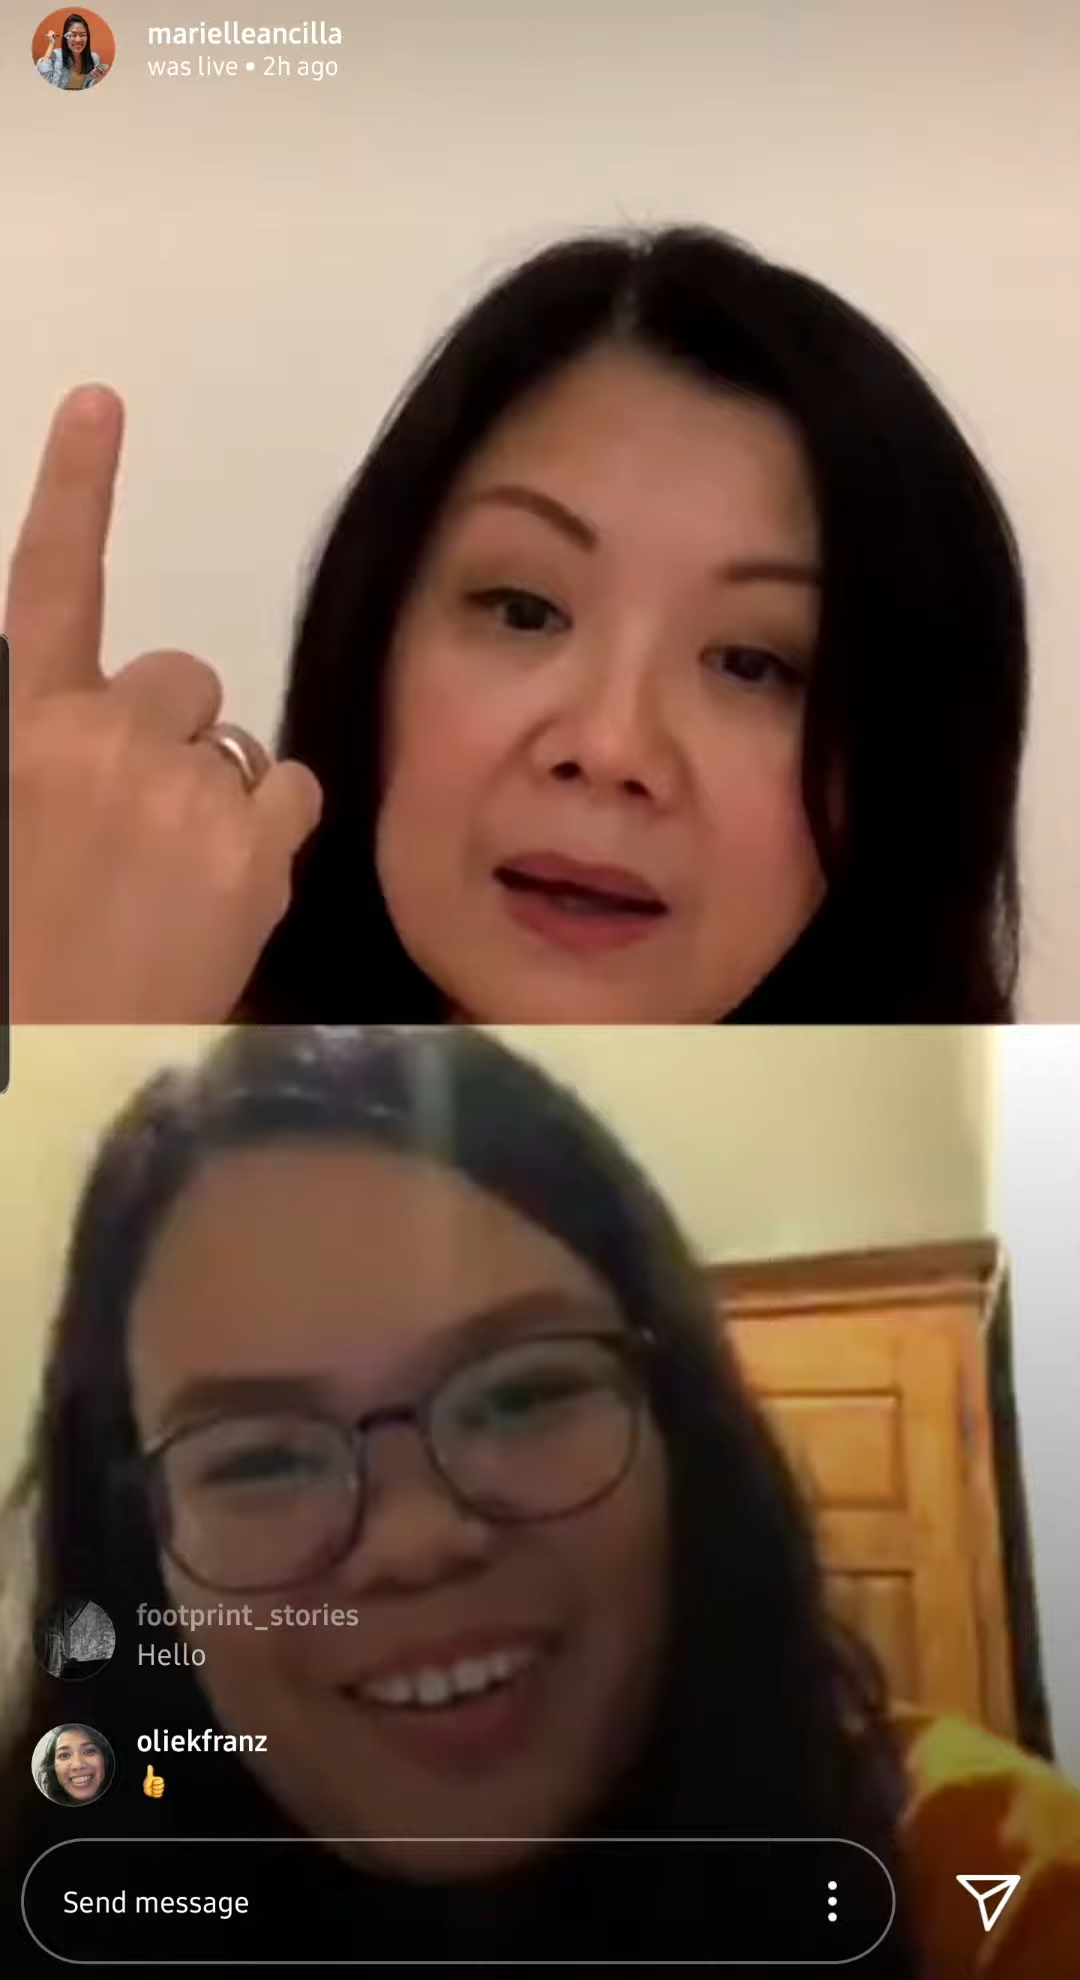 marielleancilla
was live • 2h ago
footprint_stories
Hello
oliekfranz
👍
Send message